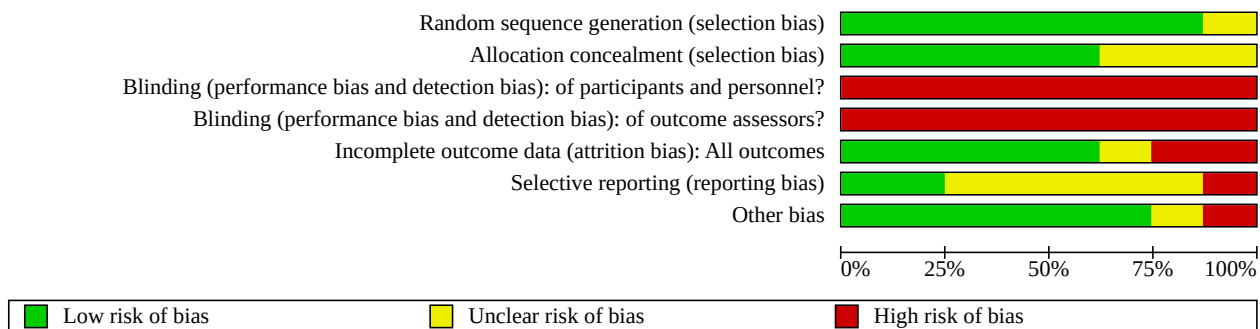 Random sequence generation (selection bias)
Allocation concealment (selection bias)
Blinding (performance bias and detection bias): of participants and personnel?
Blinding (performance bias and detection bias): of outcome assessors?
Incomplete outcome data (attrition bias): All outcomes
Selective reporting (reporting bias)
Other bias
0% 25% 50% 75% 100%
Low risk of bias Unclear risk of bias High risk of bias